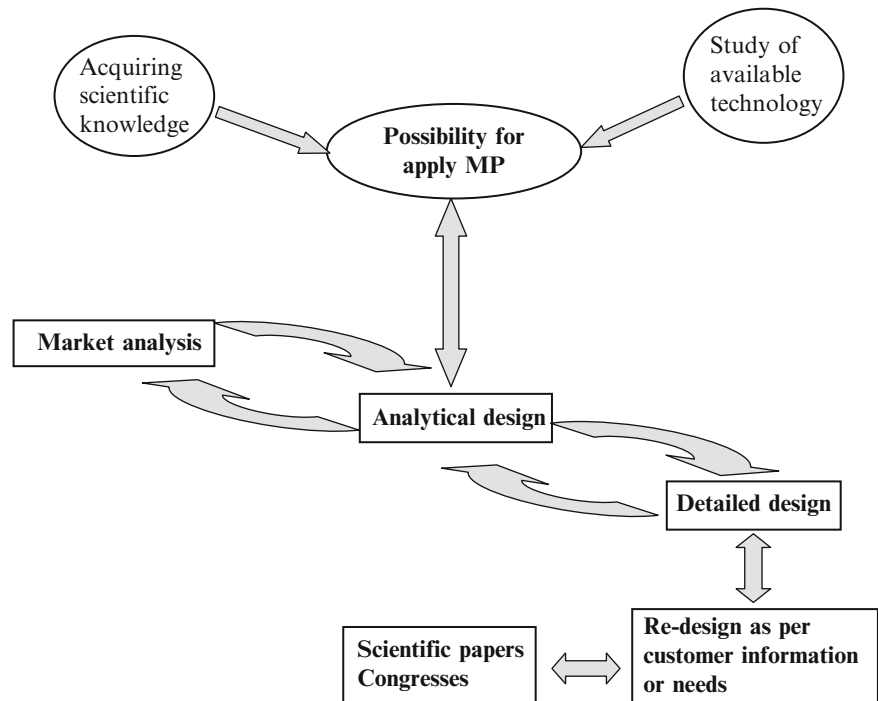 Acquiring
scientific
knowledge
Study of
available
technology
Possibility for
apply MP
Market analysis
Analytical design
Detailed design
Re-design as per
customer information
or needs
Scientific papers
Congresses